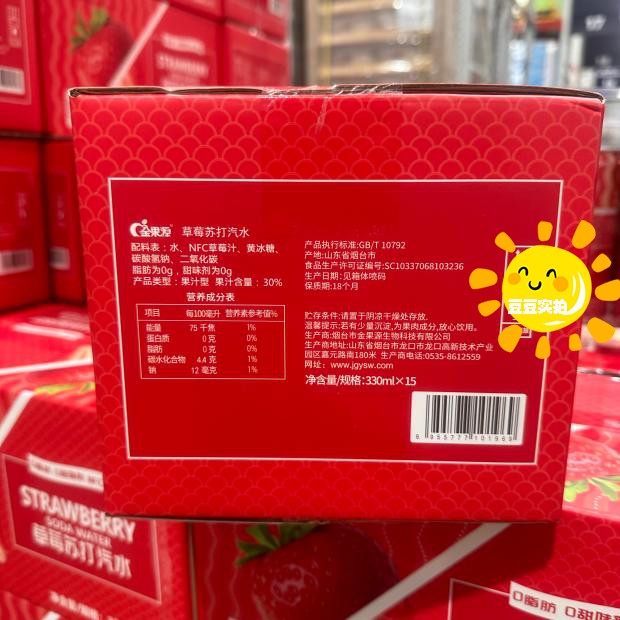 金果源 草莓苏打汽水
配料表：水、NFC草莓汁、黄冰糖、
碳酸氢钠、二氧化碳
脂肪为0g，甜味剂为0g
产品类型：果汁型 果汁含量：30%
营养成分表
项目 每100毫升 营养素参考值%
能量 75 千焦 1%
蛋白质 0 克 0%
脂肪 0 克 0%
碳水化合物 4.4 克 1%
钠 12 毫克 1%
产品执行标准:GB/T 10792
产地:山东省烟台市
食品生产许可证编号:SC10337068103236
生产日期:见箱体喷码
保质期:18个月
贮存条件:请置于阴凉干燥处存放.
温馨提示:若有少量沉淀,为果肉成分,放心饮用.
生产商:烟台市金果源生物科技有限公司
生产商地址:山东省烟台市龙口市龙口高新技术产业
园区嘉元路南180米 生产商电话:0535-8612559
网址：www.jgysw.com
净含量/规格:330ml×15
6955777101969
豆豆实拍
STRAWBERRY
SODA WATER
草莓苏打汽水
0脂肪 0甜味